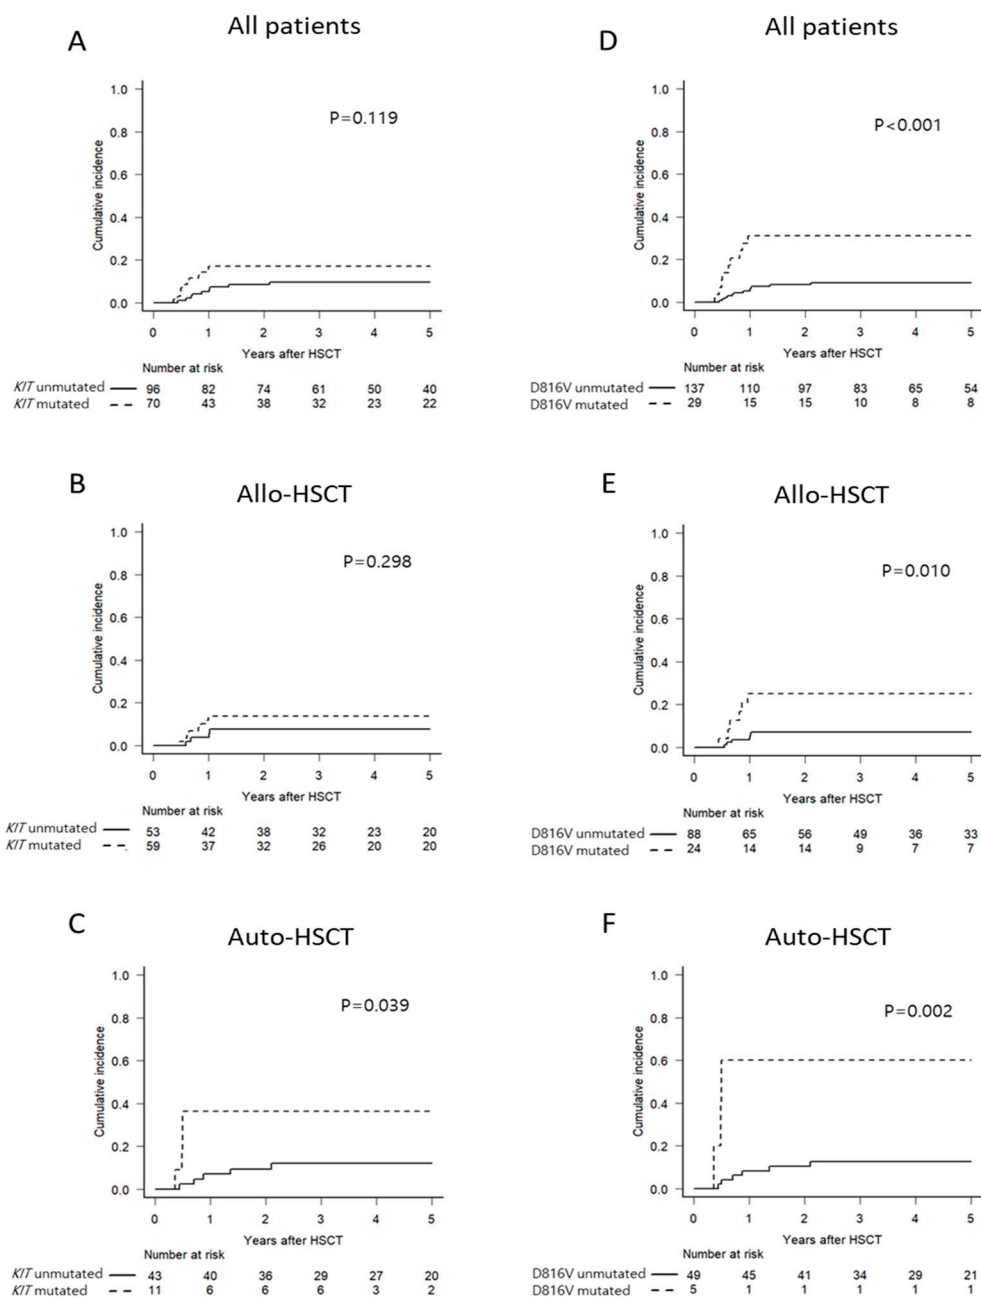 A
All patients
1.0
0.8
0.6
0.4
0.2
0.0
Cumulative incidence
P=0.119
0 1 2 3 4 5
Years after HSCT
Number at risk
KIT unmutated 96 82 74 61 50 40
KIT mutated 70 43 38 32 23 22
D
All patients
1.0
0.8
0.6
0.4
0.2
0.0
Cumulative incidence
P<0.001
0 1 2 3 4 5
Years after HSCT
Number at risk
D816V unmutated 137 110 97 83 65 54
D816V mutated 29 15 15 10 8 8
B
Allo-HSCT
1.0
0.8
0.6
0.4
0.2
0.0
Cumulative incidence
P=0.298
0 1 2 3 4 5
Years after HSCT
Number at risk
KIT unmutated 53 42 38 32 23 20
KIT mutated 59 37 32 26 20 20
E
Allo-HSCT
1.0
0.8
0.6
0.4
0.2
0.0
Cumulative incidence
P=0.010
0 1 2 3 4 5
Years after HSCT
Number at risk
D816V unmutated 88 65 56 49 36 33
D816V mutated 24 14 14 9 7 7
C
Auto-HSCT
1.0
0.8
0.6
0.4
0.2
0.0
Cumulative incidence
P=0.039
0 1 2 3 4 5
Years after HSCT
Number at risk
KIT unmutated 43 40 36 29 27 20
KIT mutated 11 6 6 6 3 2
F
Auto-HSCT
1.0
0.8
0.6
0.4
0.2
0.0
Cumulative incidence
P=0.002
0 1 2 3 4 5
Years after HSCT
Number at risk
D816V unmutated 49 45 41 34 29 21
D816V mutated 5 1 1 1 1 1